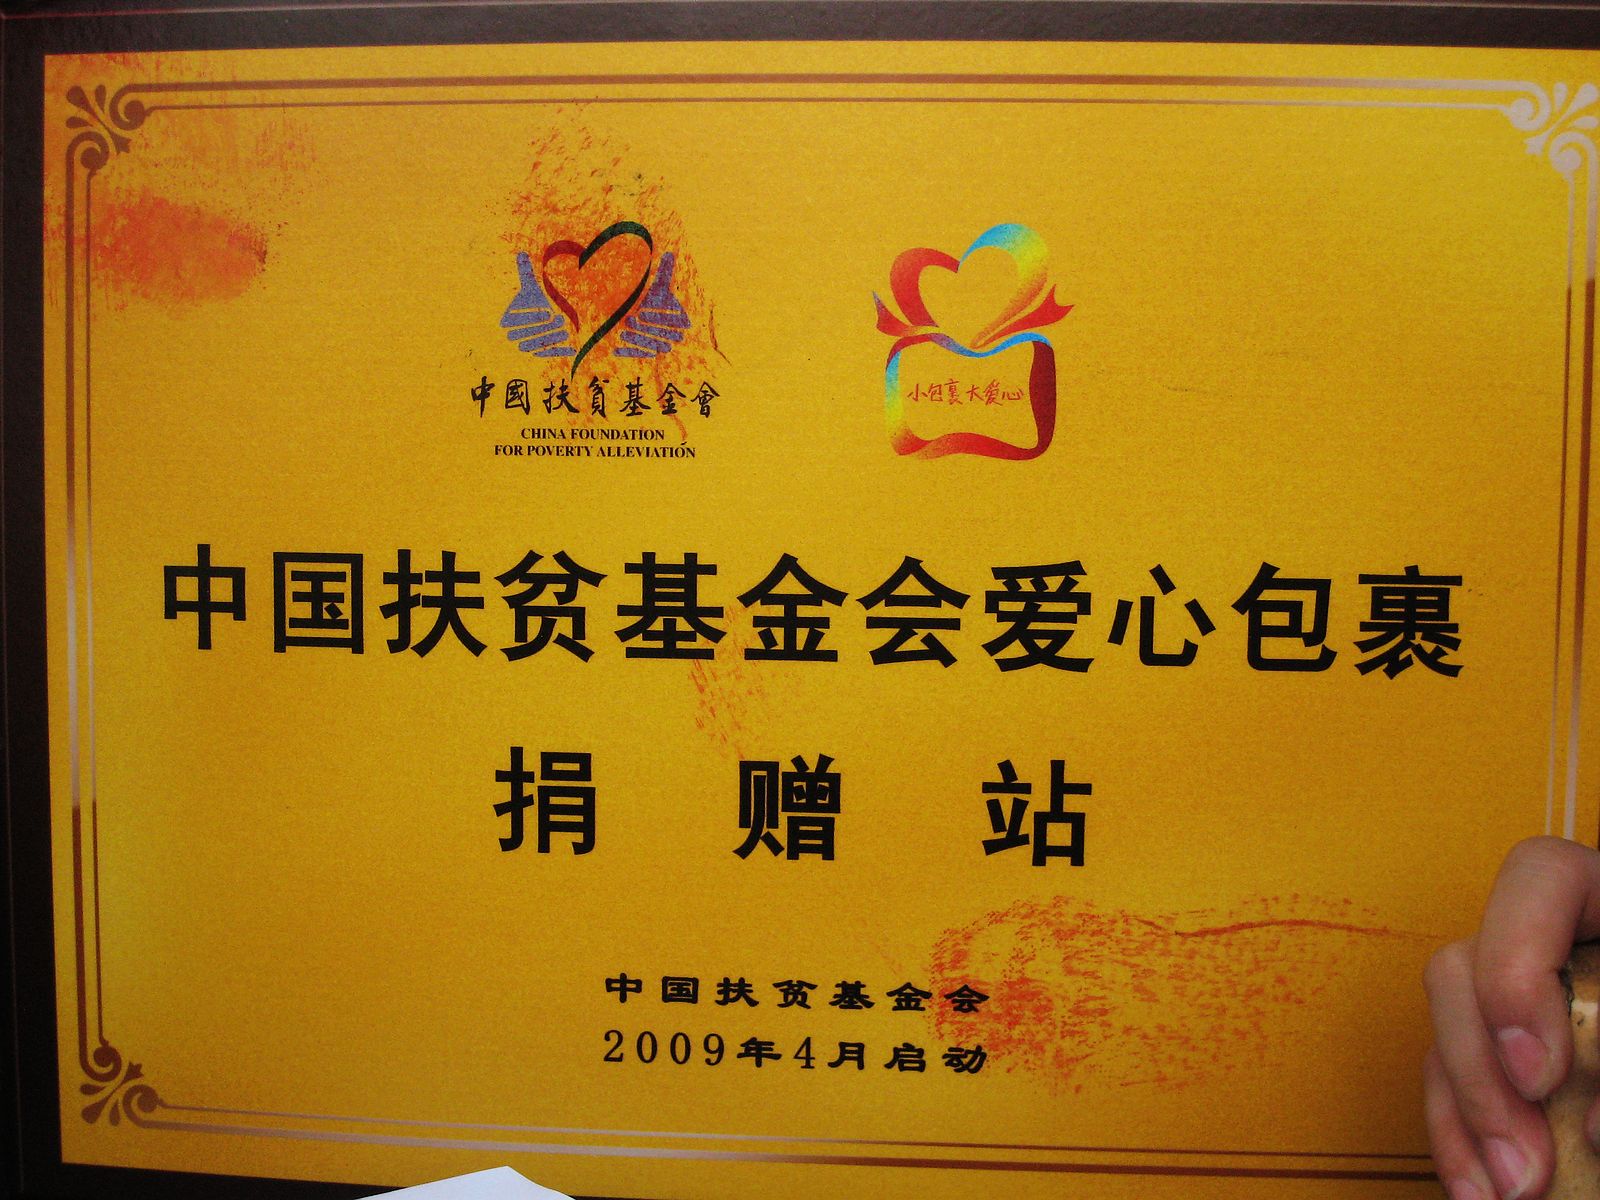 中國扶貧基金會
CHINA FOUNDATION
FOR POVERTY ALLEVIATION
小包裹大爱心
中国扶贫基金会爱心包裹
捐赠站
中国扶贫基金会
2009年4月启动